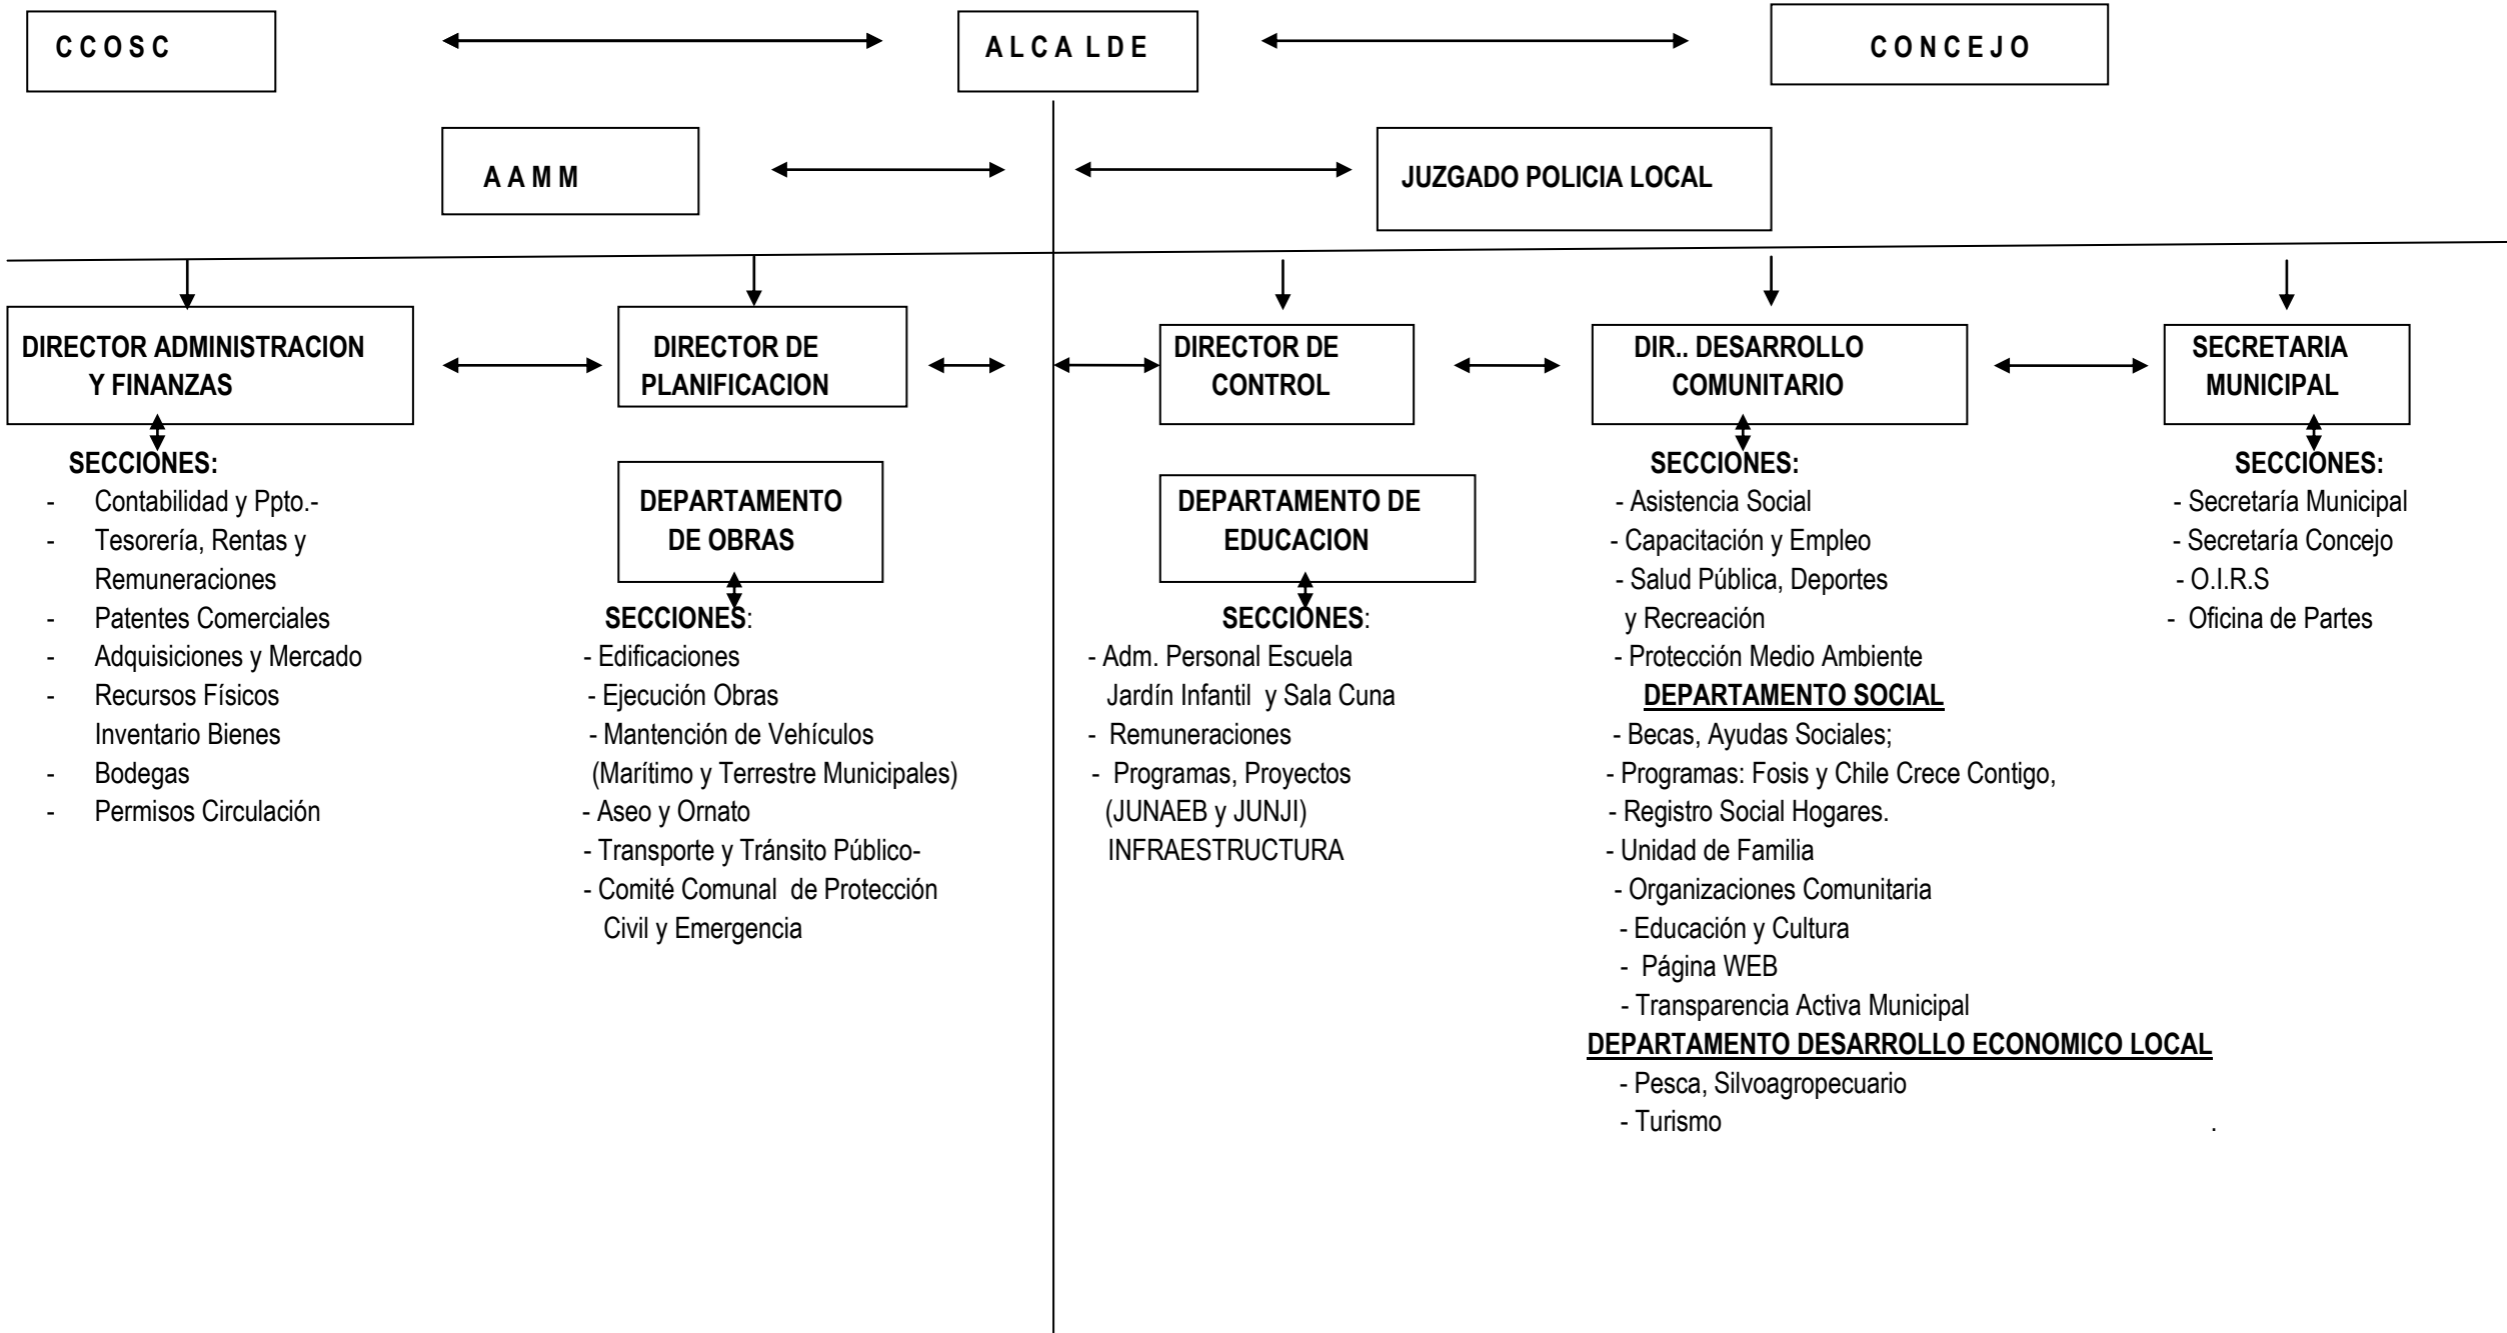 C C O S C
A L C A L D E
C O N C E J O
A A M M
JUZGADO POLICIA LOCAL
DIRECTOR ADMINISTRACION
Y FINANZAS
SECCIONES:
- Contabilidad y Ppto.-
- Tesorería, Rentas y
Remuneraciones
- Patentes Comerciales
- Adquisiciones y Mercado
- Recursos Físicos
Inventario Bienes
- Bodegas
- Permisos Circulación
DIRECTOR DE
PLANIFICACION
DEPARTAMENTO
DE OBRAS
SECCIONES:
- Edificaciones
- Ejecución Obras
- Mantención de Vehículos
(Marítimo y Terrestre Municipales)
- Aseo y Ornato
- Transporte y Tránsito Público-
- Comité Comunal de Protección
Civil y Emergencia
DIRECTOR DE
CONTROL
DEPARTAMENTO DE
EDUCACION
SECCIONES:
- Adm. Personal Escuela
Jardín Infantil y Sala Cuna
- Remuneraciones
- Programas, Proyectos
(JUNAEB y JUNJI)
INFRAESTRUCTURA
DIR.. DESARROLLO
COMUNITARIO
SECCIONES:
- Asistencia Social
- Capacitación y Empleo
- Salud Pública, Deportes
y Recreación
- Protección Medio Ambiente
DEPARTAMENTO SOCIAL
- Becas, Ayudas Sociales;
- Programas: Fosis y Chile Crece Contigo,
- Registro Social Hogares.
- Unidad de Familia
- Organizaciones Comunitaria
- Educación y Cultura
- Página WEB
- Transparencia Activa Municipal
DEPARTAMENTO DESARROLLO ECONOMICO LOCAL
- Pesca, Silvoagropecuario
- Turismo .
SECRETARIA
MUNICIPAL
SECCIONES:
- Secretaría Municipal
- Secretaría Concejo
- O.I.R.S
- Oficina de Partes